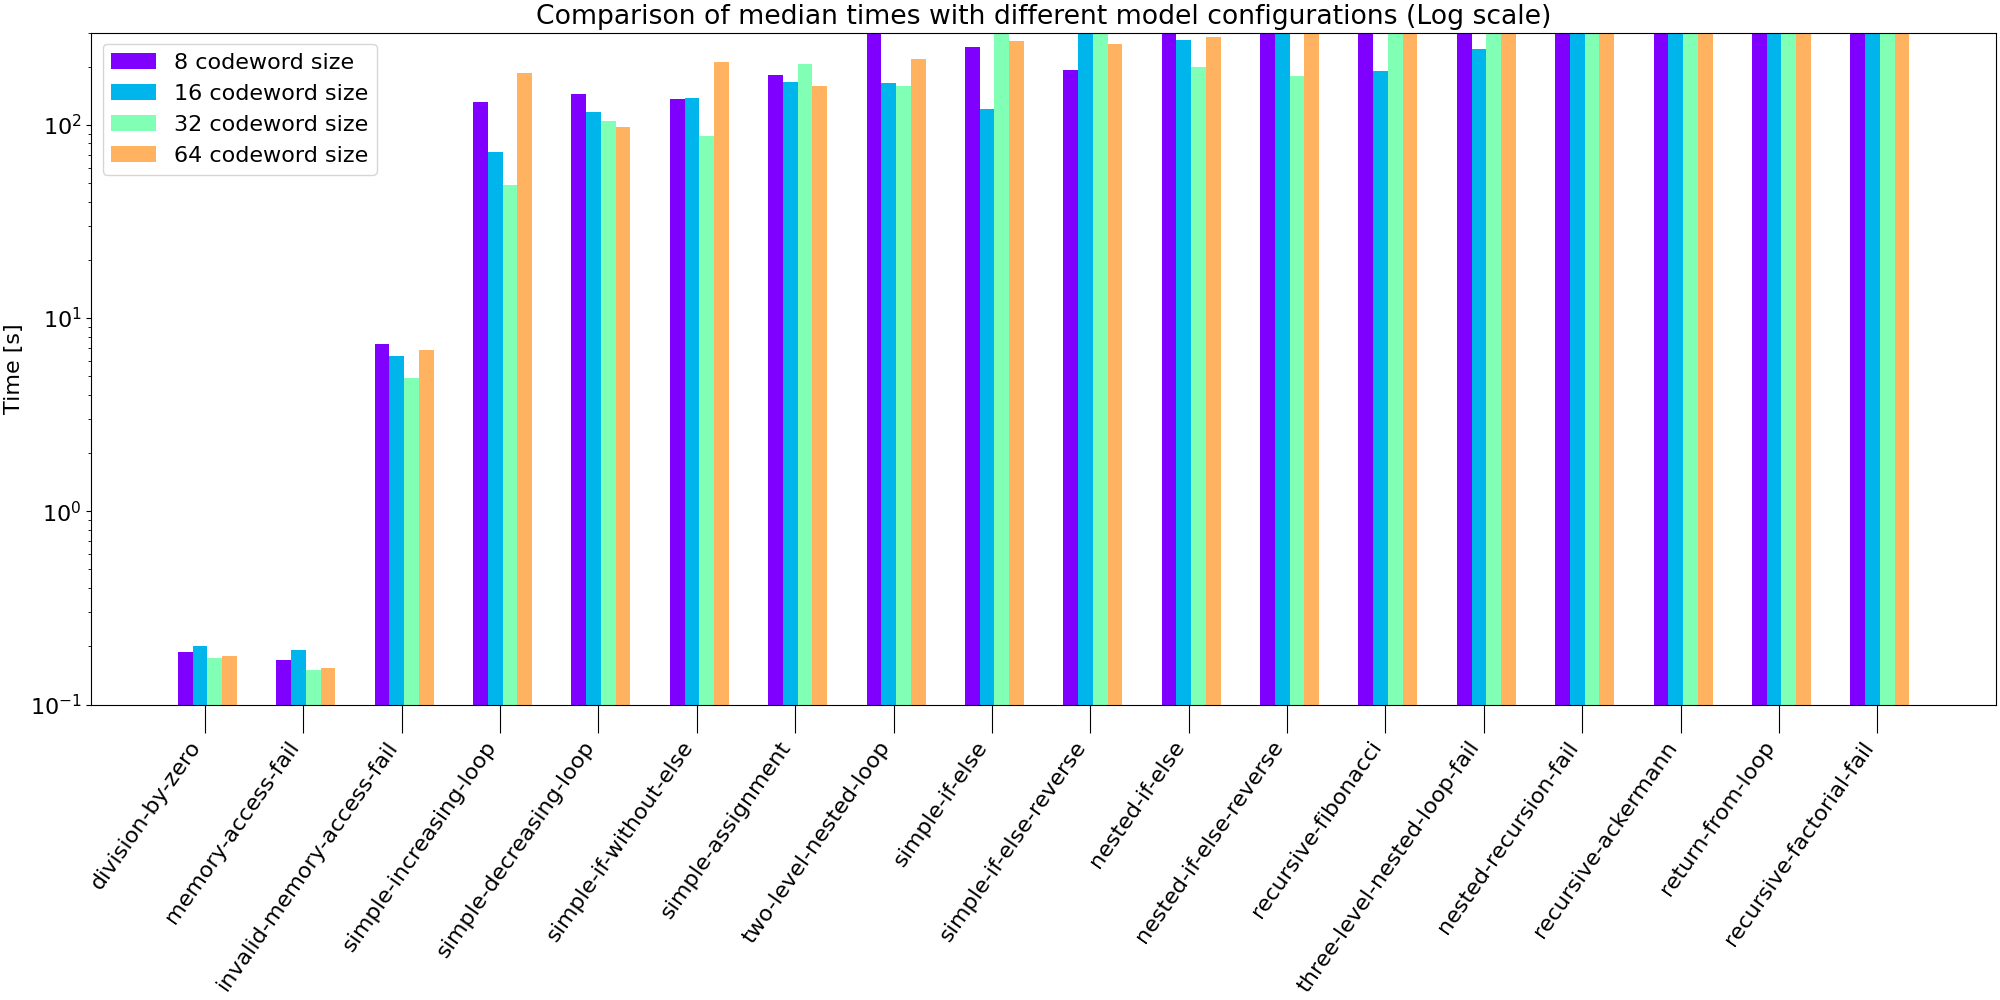 Comparison of median times with different model configurations (Log scale)
8 codeword size
16 codeword size
32 codeword size
64 codeword size
Time [s]
10²
10¹
10⁰
10⁻¹
division-by-zero
memory-access-fail
invalid-memory-access-fail
simple-increasing-loop
simple-decreasing-loop
simple-if-without-else
simple-assignment
two-level-nested-loop
simple-if-else
simple-if-else-reverse
nested-if-else
nested-if-else-reverse
recursive-fibonacci
three-level-nested-loop-fail
nested-recursion-fail
recursive-ackermann
return-from-loop
recursive-factorial-fail